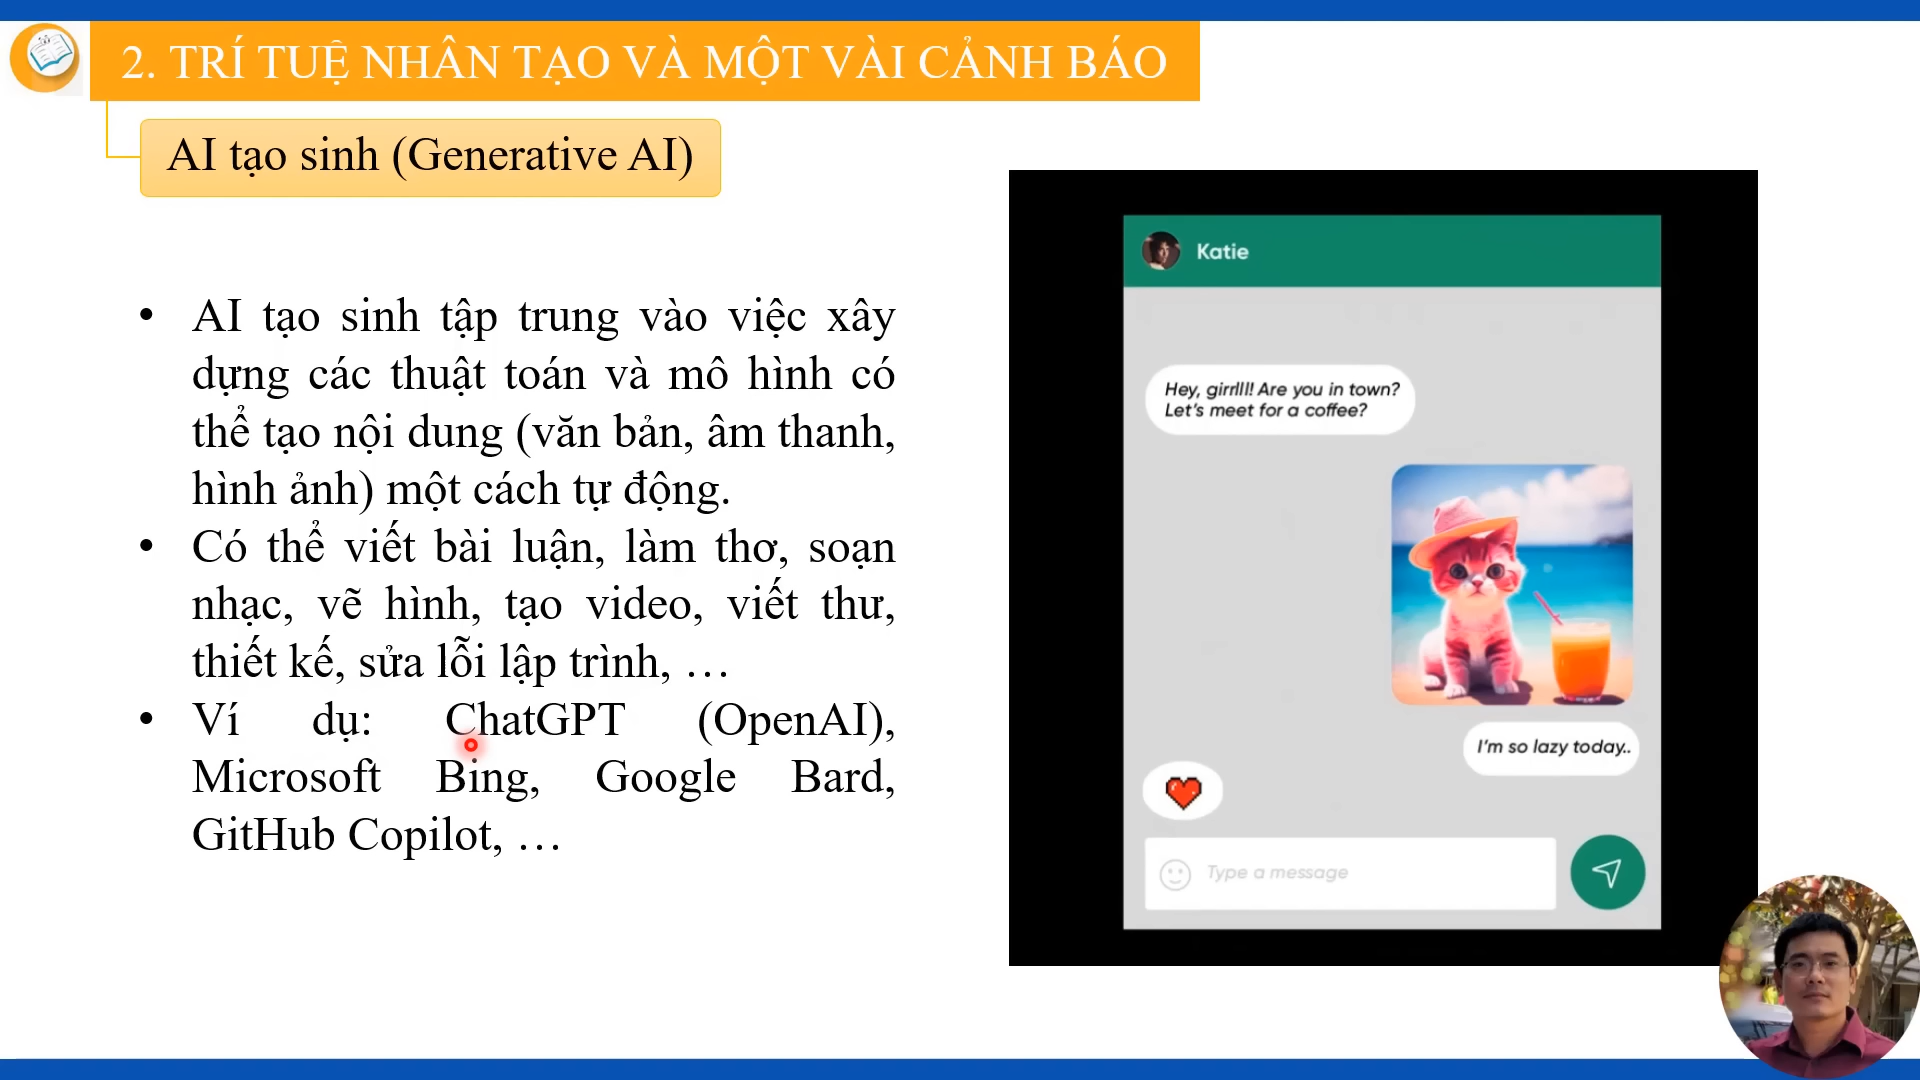 2. TRÍ TUỆ NHÂN TẠO VÀ MỘT VÀI CẢNH BÁO
AI tạo sinh (Generative AI)
• AI tạo sinh tập trung vào việc xây
dựng các thuật toán và mô hình có
thể tạo nội dung (văn bản, âm thanh,
hình ảnh) một cách tự động.
• Có thể viết bài luận, làm thơ, soạn
nhạc, vẽ hình, tạo video, viết thư,
thiết kế, sửa lỗi lập trình, …
• Ví dụ: ChatGPT (OpenAI),
Microsoft Bing, Google Bard,
GitHub Copilot, …
Katie
Hey, girrlll! Are you in town?
Let's meet for a coffee?
I'm so lazy today..
Type a message